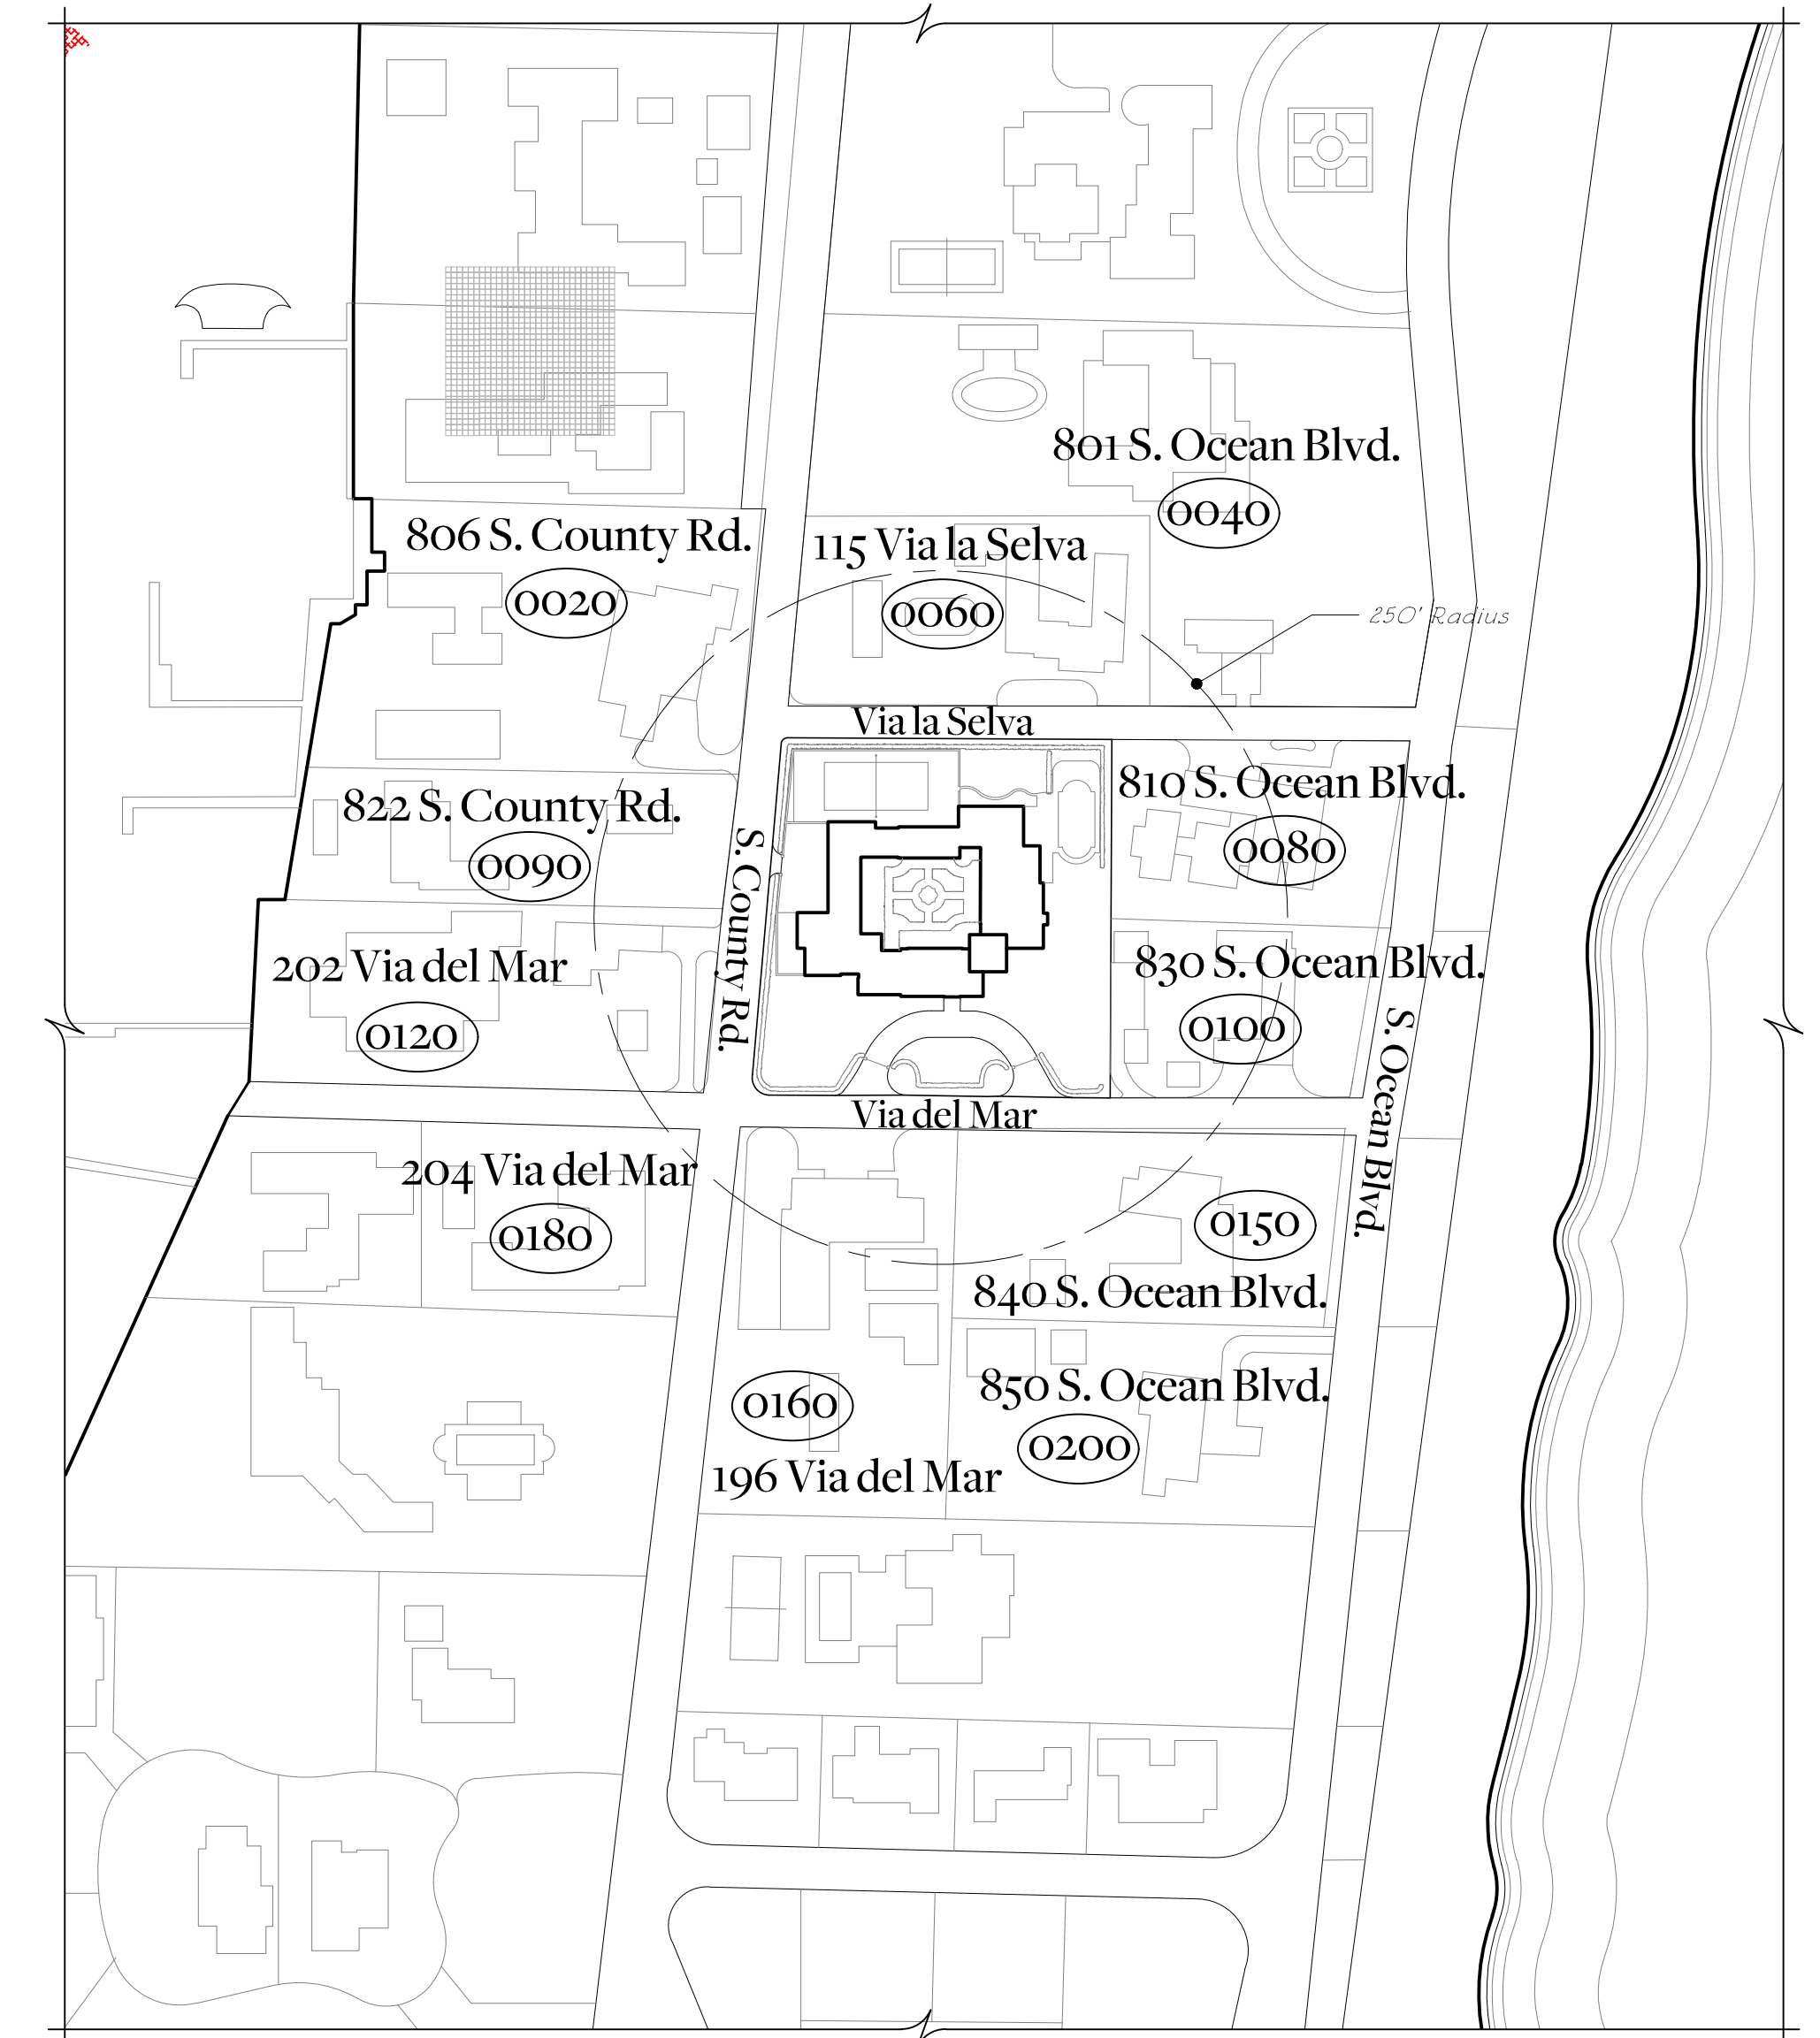 801 S. Ocean Blvd.
0040
806 S. County Rd.
0020
115 Via la Selva
0060
250' Radius
Via la Selva
810 S. Ocean Blvd.
0080
822 S. County Rd.
0090
S. County Rd.
202 Via del Mar
0120
830 S. Ocean Blvd.
0100
S. Ocean Blvd.
Via del Mar
204 Via del Mar
0180
0150
840 S. Ocean Blvd.
850 S. Ocean Blvd.
0200
0160
196 Via del Mar